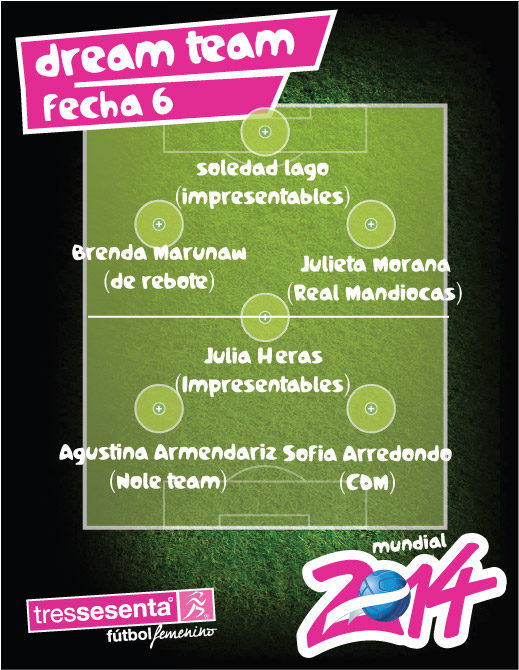 dream team
fecha 6
soledad lago
(impresentables)
Brenda Marunaw
(de rebote)
Julieta Morana
(Real Mandiocas)
Julia Heras
(Impresentables)
Agustina Armendariz
(Nole team)
Sofia Arredondo
(CDM)
mundial
2014
tressesenta°
fútbol femenino